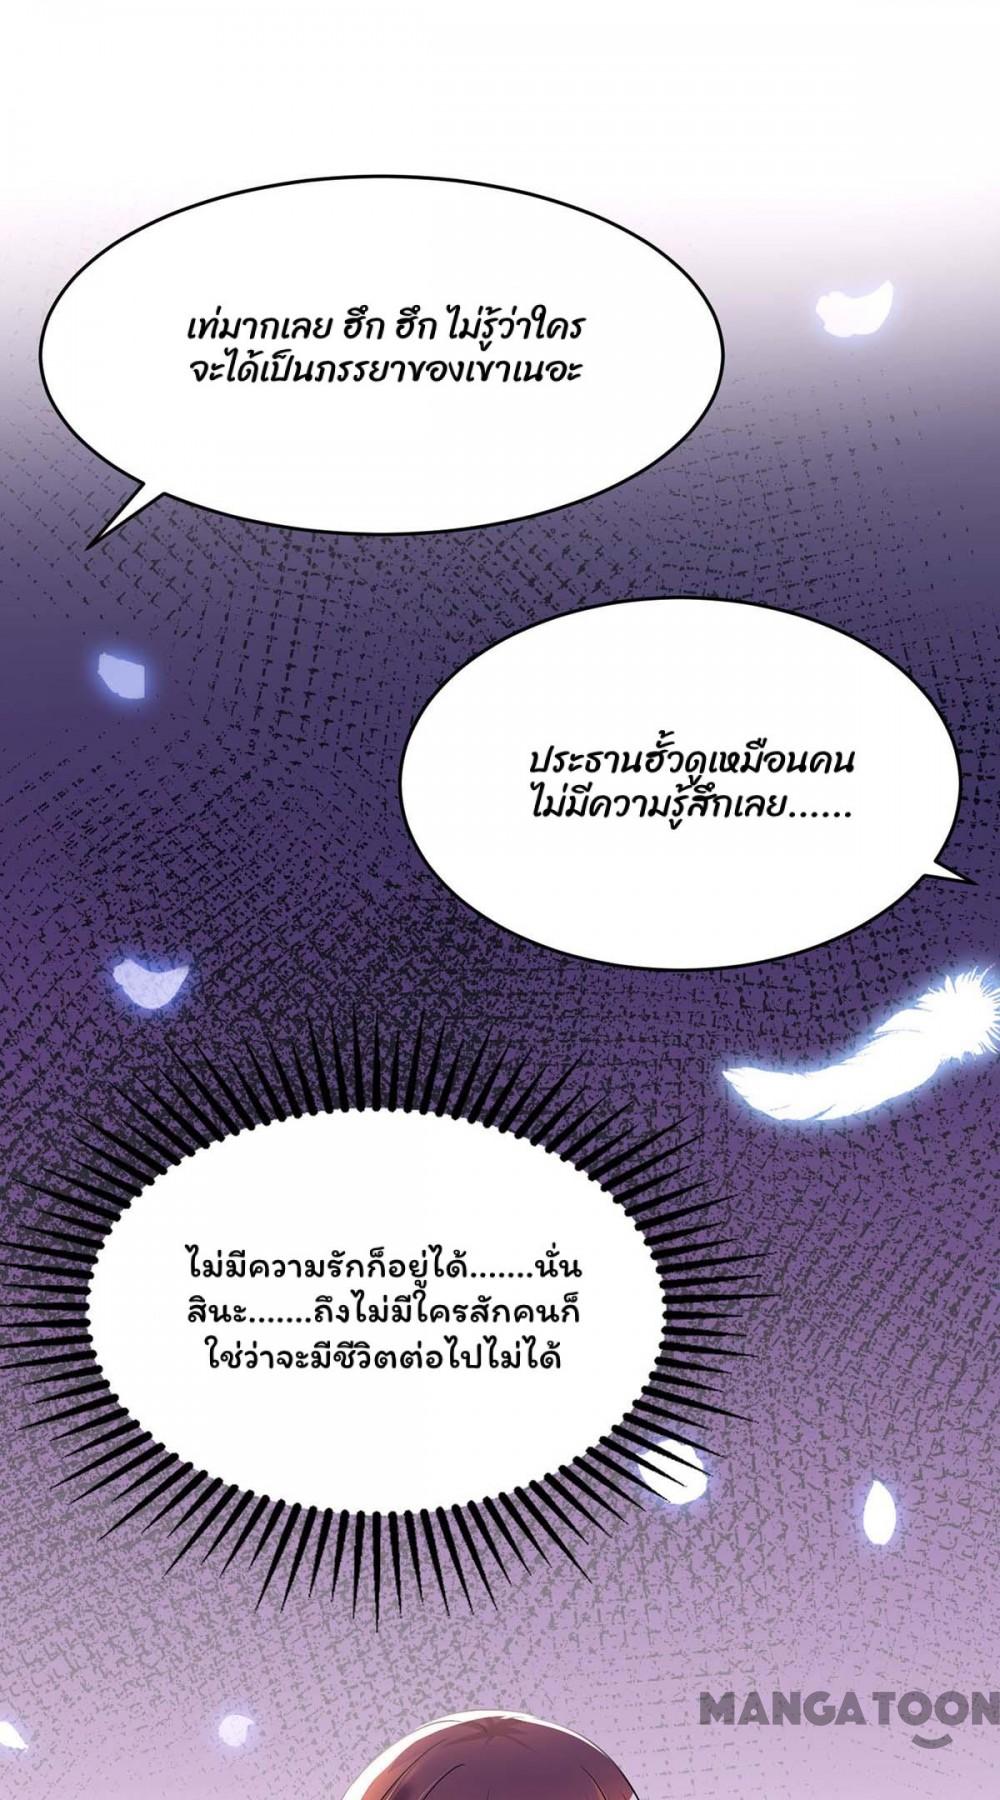 เท่มากเลย ฮึก ฮึก ไม่รู้ว่าใคร
จะได้เป็นภรรยาของเขาเนอะ
ประธานฮั้วดูเหมือนคน
ไม่มีความรู้สึกเลย......
ไม่มีความรักก็อยู่ได้.......นั่น
สินะ.......ถึงไม่มีใครสักคนก็
ใช่ว่าจะมีชีวิตต่อไปไม่ได้
MANGATOON